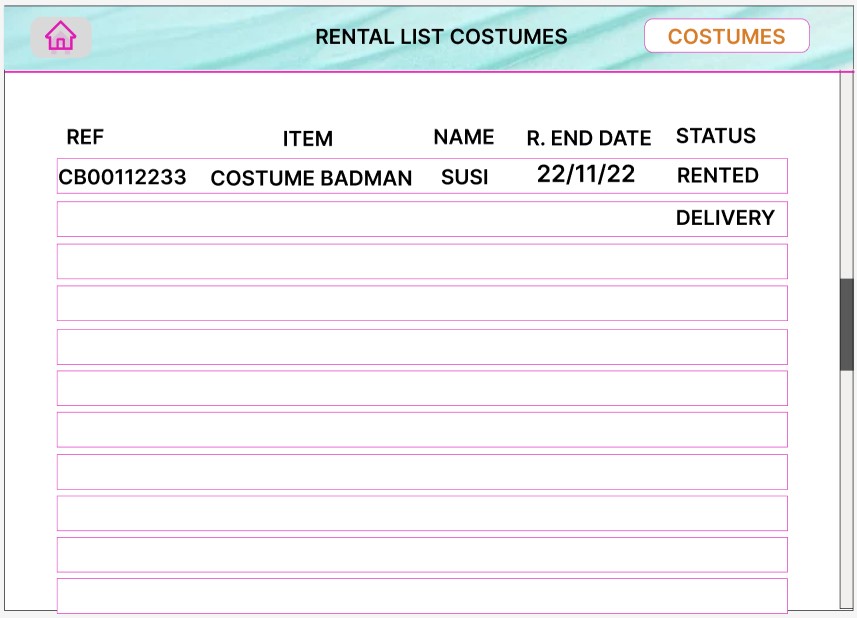 RENTAL LIST COSTUMES COSTUMES
REF ITEM NAME R. END DATE STATUS
CB00112233 COSTUME BADMAN SUSI 22/11/22 RENTED
DELIVERY